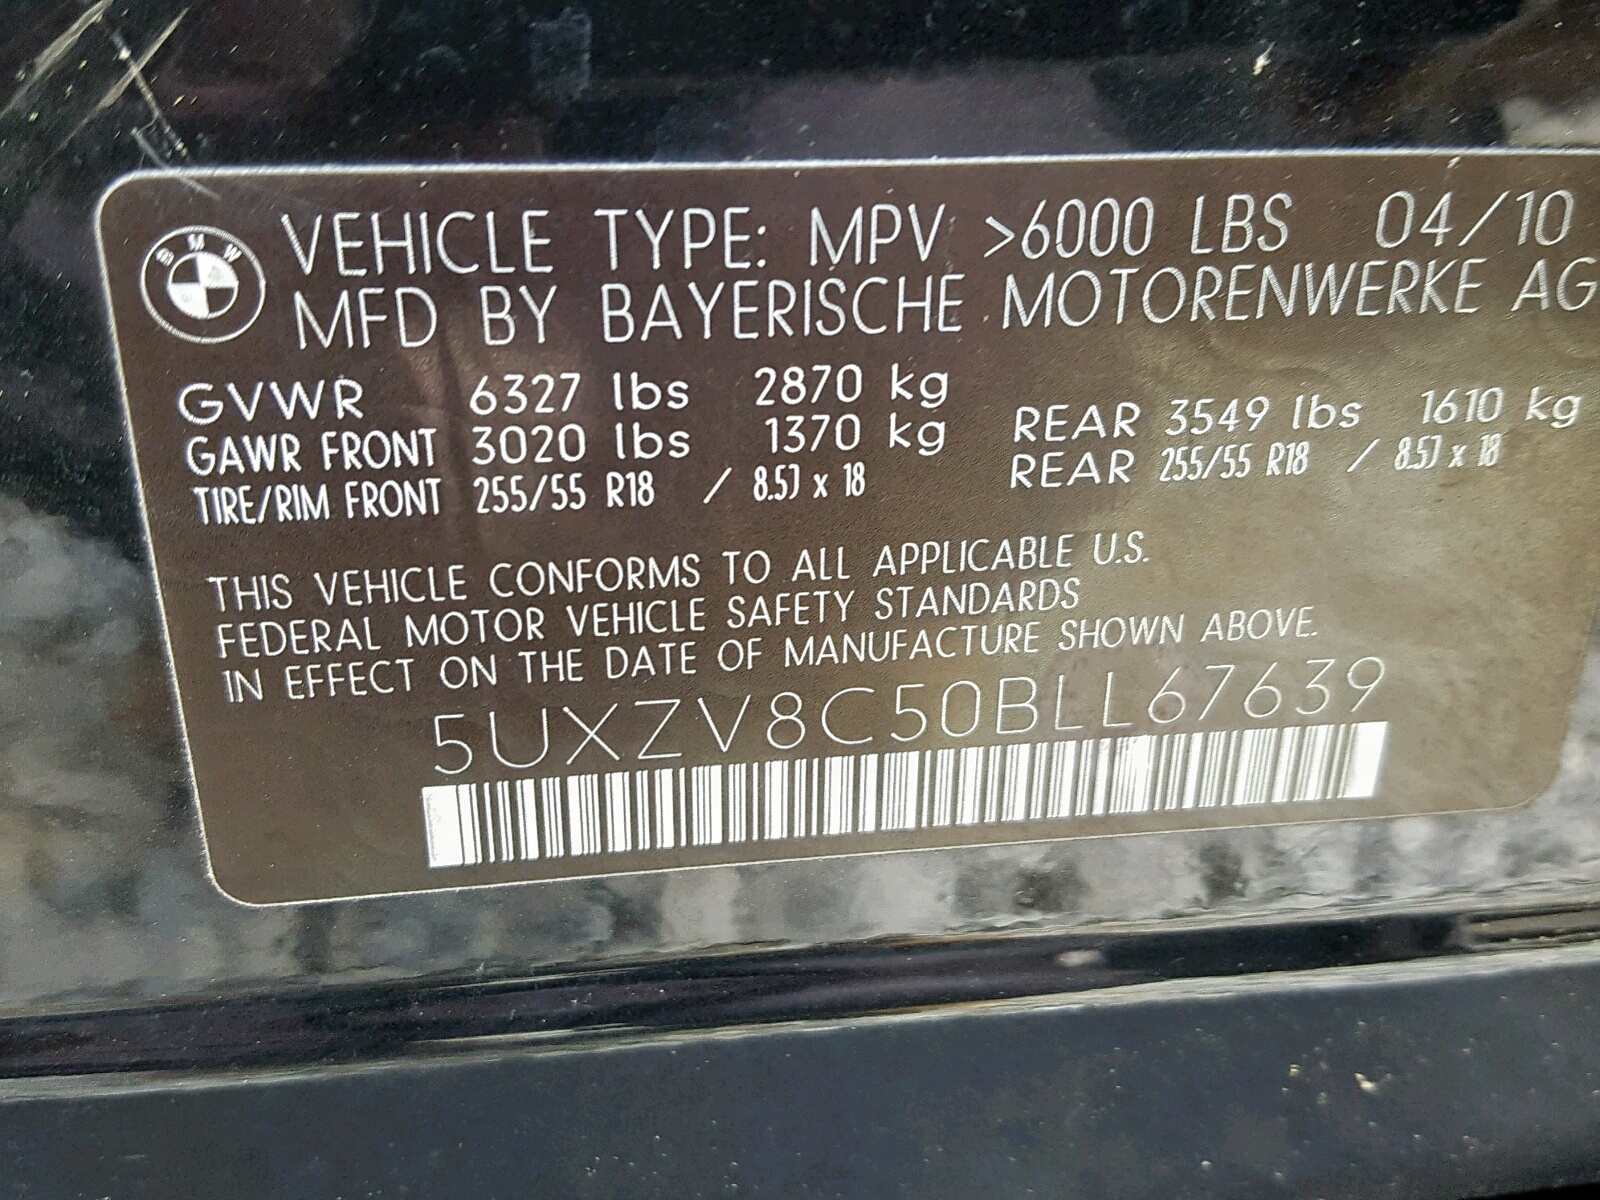 BMW
VEHICLE TYPE: MPV >6000 LBS 04/10
MFD BY BAYERISCHE MOTORENWERKE AG
GVWR 6327 lbs 2870 kg
GAWR FRONT 3020 lbs 1370 kg REAR 3549 lbs 1610 kg
TIRE/RIM FRONT 255/55 R18 / 8.5J x 18 REAR 255/55 R18 / 8.5J x 18
THIS VEHICLE CONFORMS TO ALL APPLICABLE U.S.
FEDERAL MOTOR VEHICLE SAFETY STANDARDS
IN EFFECT ON THE DATE OF MANUFACTURE SHOWN ABOVE.
5UXZV8C50BLL67639